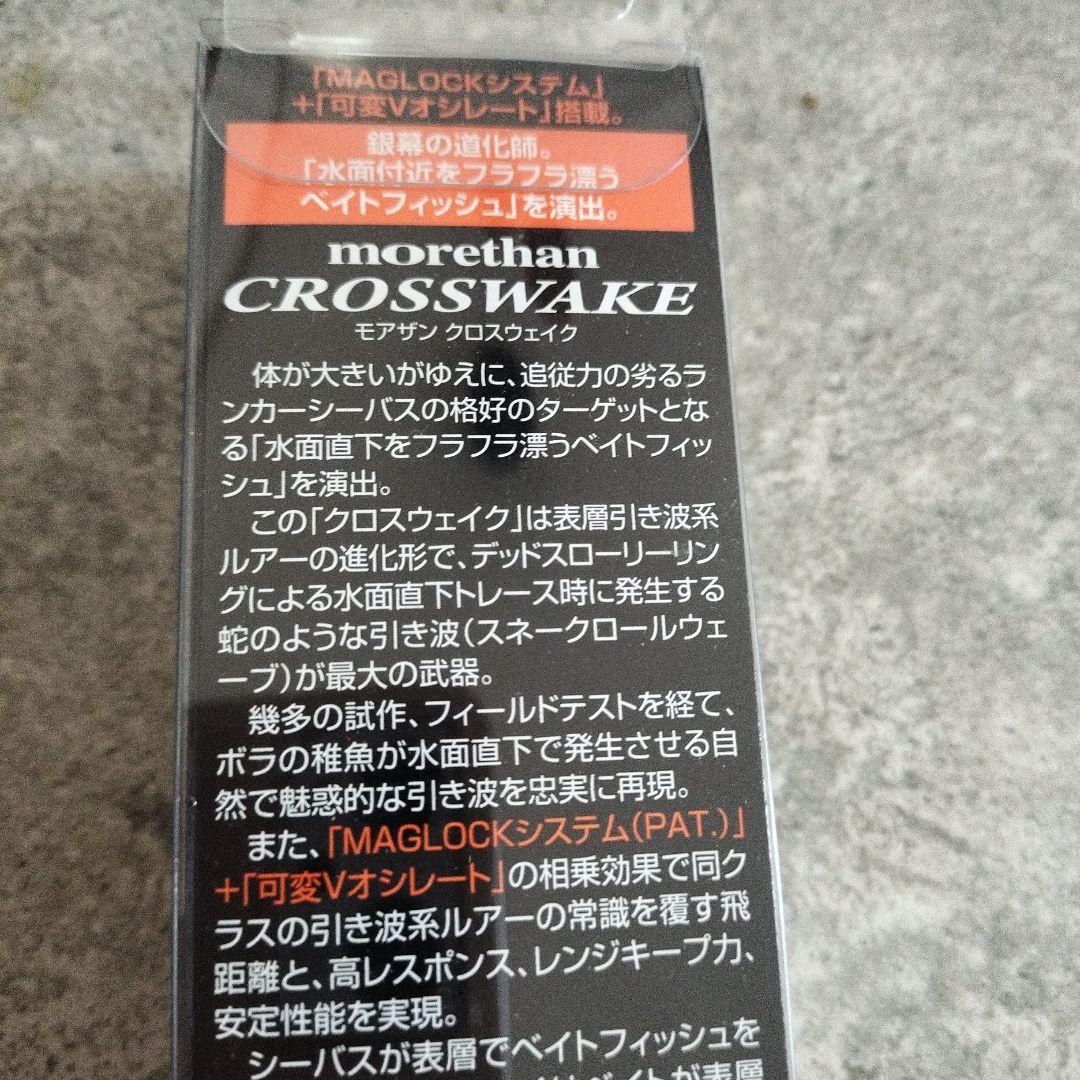 「MAGLOCKシステム」
+「可変Vオシレート」搭載。
銀幕の道化師。
「水面付近をフラフラ漂う
ベイトフィッシュ」を演出。
morethan
CROSSWAKE
モアザン クロスウェイク
体が大きいがゆえに、追従力の劣るラ
ンカーシーバスの格好のターゲットとな
る「水面直下をフラフラ漂うベイトフィッ
シュ」を演出。
この「クロスウェイク」は表層引き波系
ルアーの進化形で、デッドスローリーリン
グによる水面直下トレース時に発生する
蛇のような引き波(スネークロールウェ
ーブ)が最大の武器。
幾多の試作、フィールドテストを経て、
ボラの稚魚が水面直下で発生させる自
然で魅惑的な引き波を忠実に再現。
また、「MAGLOCKシステム(PAT.)」
+「可変Vオシレート」の相乗効果で同ク
ラスの引き波系ルアーの常識を覆す飛
距離と、高レスポンス、レンジキープ力、
安定性能を実現。
シーバスが表層でベイトフィッシュを
ベイトが表層